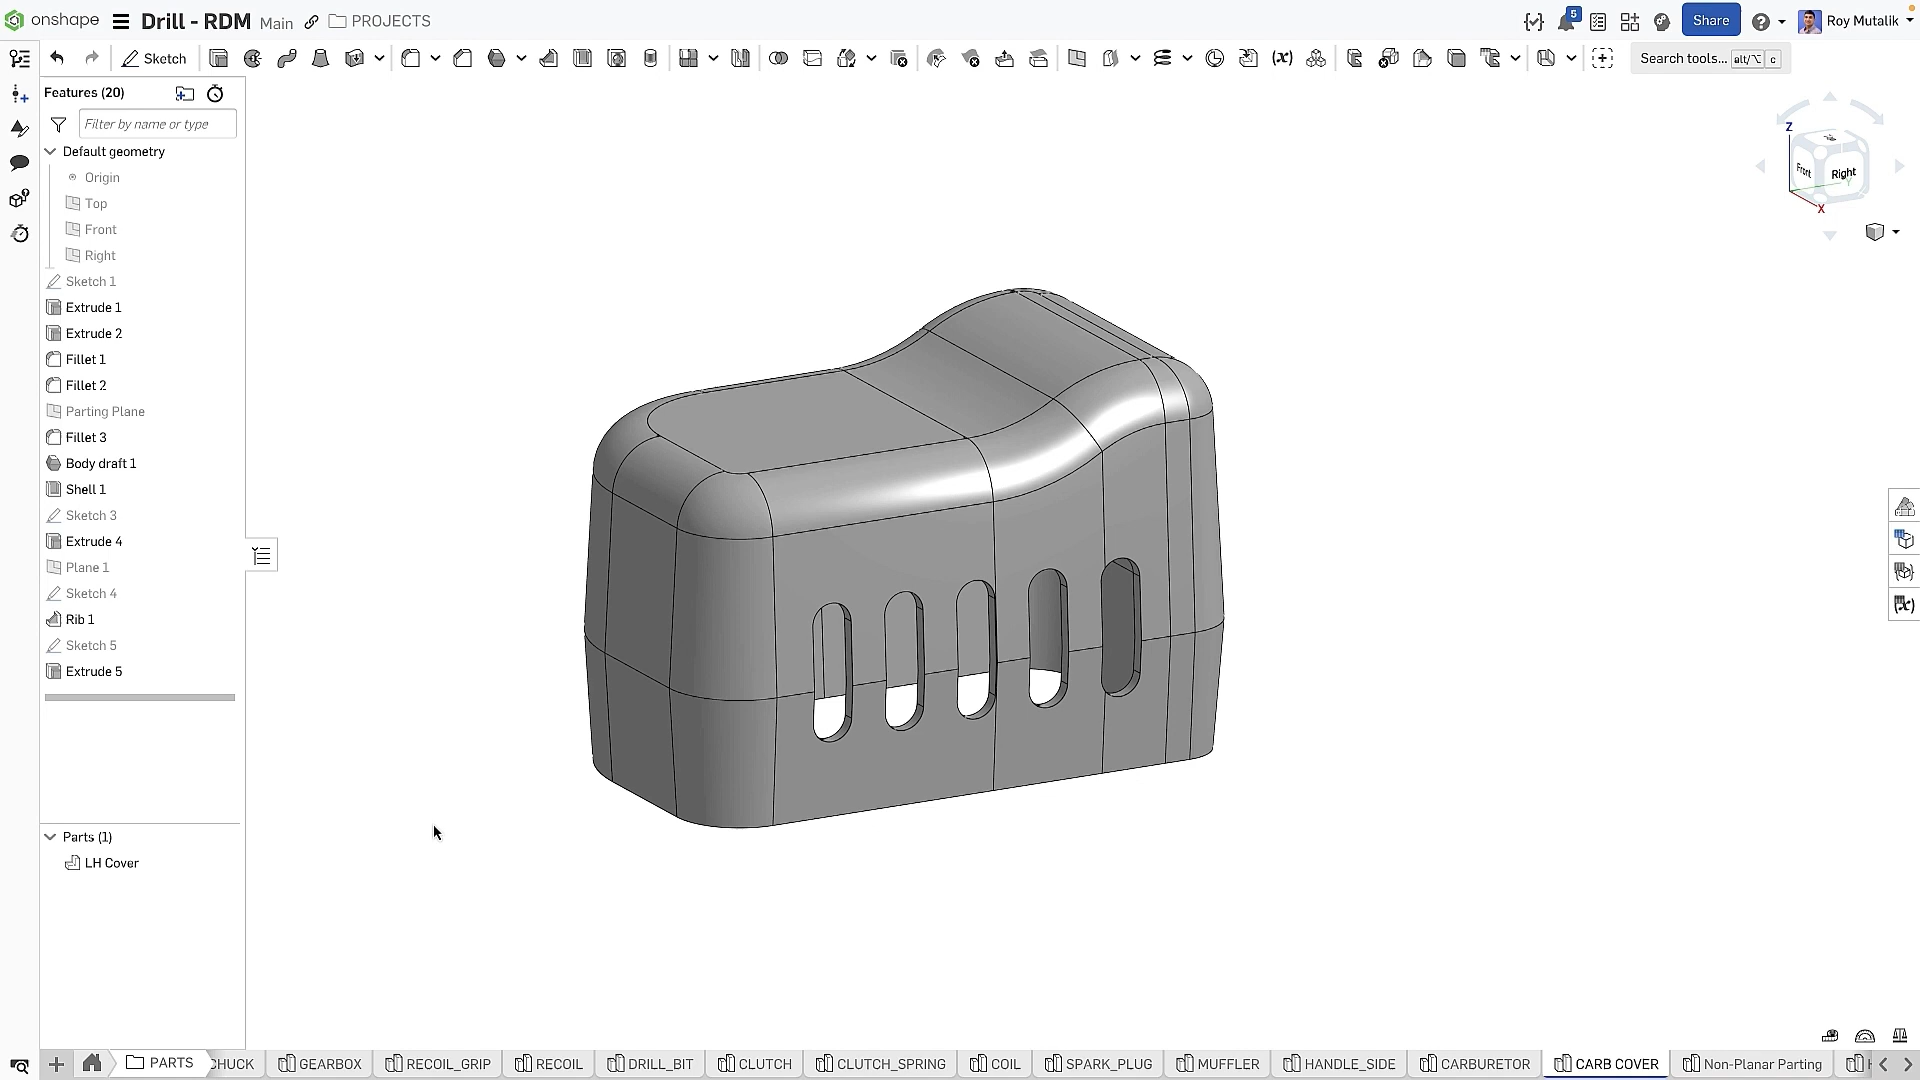 onshape Drill - RDM Main PROJECTS 5 Share Roy Mutalik
Sketch Search tools... alt/⌥ c
Features (20)
Filter by name or type
Default geometry
Origin
Top
Front
Right
Sketch 1
Extrude 1
Extrude 2
Fillet 1
Fillet 2
Parting Plane
Fillet 3
Body draft 1
Shell 1
Sketch 3
Extrude 4
Plane 1
Sketch 4
Rib 1
Sketch 5
Extrude 5
Parts (1)
LH Cover
Z
Front Right
Y
X
PARTS CHUCK GEARBOX RECOIL_GRIP RECOIL DRILL_BIT CLUTCH CLUTCH_SPRING COIL SPARK_PLUG MUFFLER HANDLE_SIDE CARBURETOR CARB COVER Non-Planar Parting